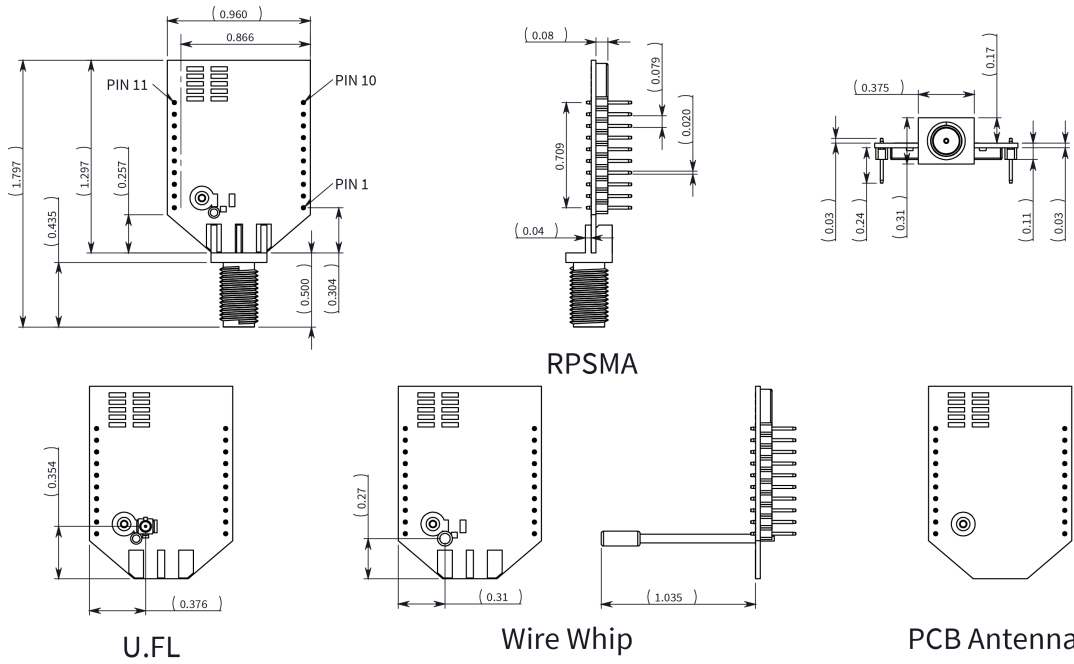 ( 0.960 )
0.866
PIN 11
PIN 10
PIN 1
( 1.797 )
( 1.297 )
( 0.257 )
( 0.435 )
( 0.500 )
( 0.304 )
( 0.08 )
( 0.079 )
( 0.020 )
0.709
( 0.04 )
( 0.17 )
( 0.375 )
( 0.03 )
( 0.24 )
( 0.31 )
( 0.11 )
( 0.03 )
RPSMA
( 0.354 )
( 0.376 )
U.FL
( 0.27 )
( 0.31 )
( 1.035 )
Wire Whip
PCB Antenna